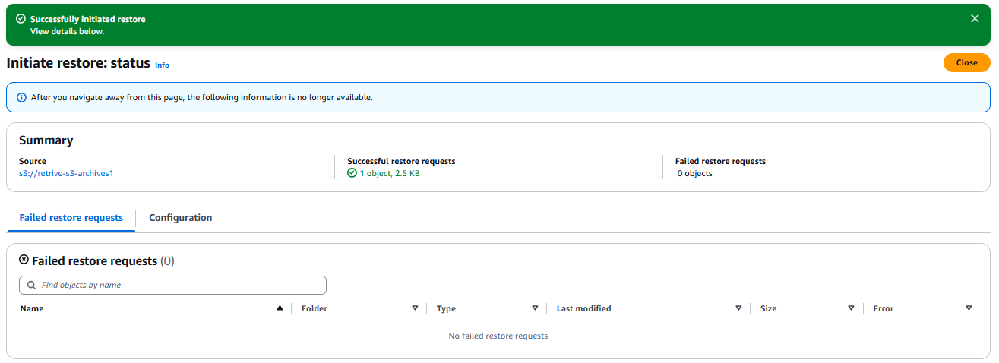 Successfully initiated restore
View details below.
Initiate restore: status Info
Close
After you navigate away from this page, the following information is no longer available.
Summary
Source
s3://retrive-s3-archives1
Successful restore requests
1 object, 2.5 KB
Failed restore requests
0 objects
Failed restore requests
Configuration
Failed restore requests (0)
Find objects by name
Name Folder Type Last modified Size Error
No failed restore requests